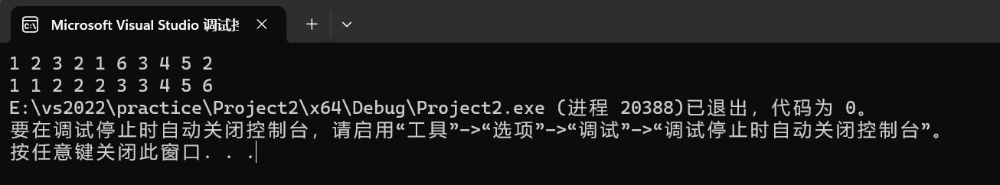 Microsoft Visual Studio 调试
1 2 3 2 1 6 3 4 5 2
1 1 2 2 2 3 3 4 5 6
E:\vs2022\practice\Project2\x64\Debug\Project2.exe (进程 20388)已退出，代码为 0。
要在调试停止时自动关闭控制台，请启用“工具”->“选项”->“调试”->“调试停止时自动关闭控制台”。
按任意键关闭此窗口. . .